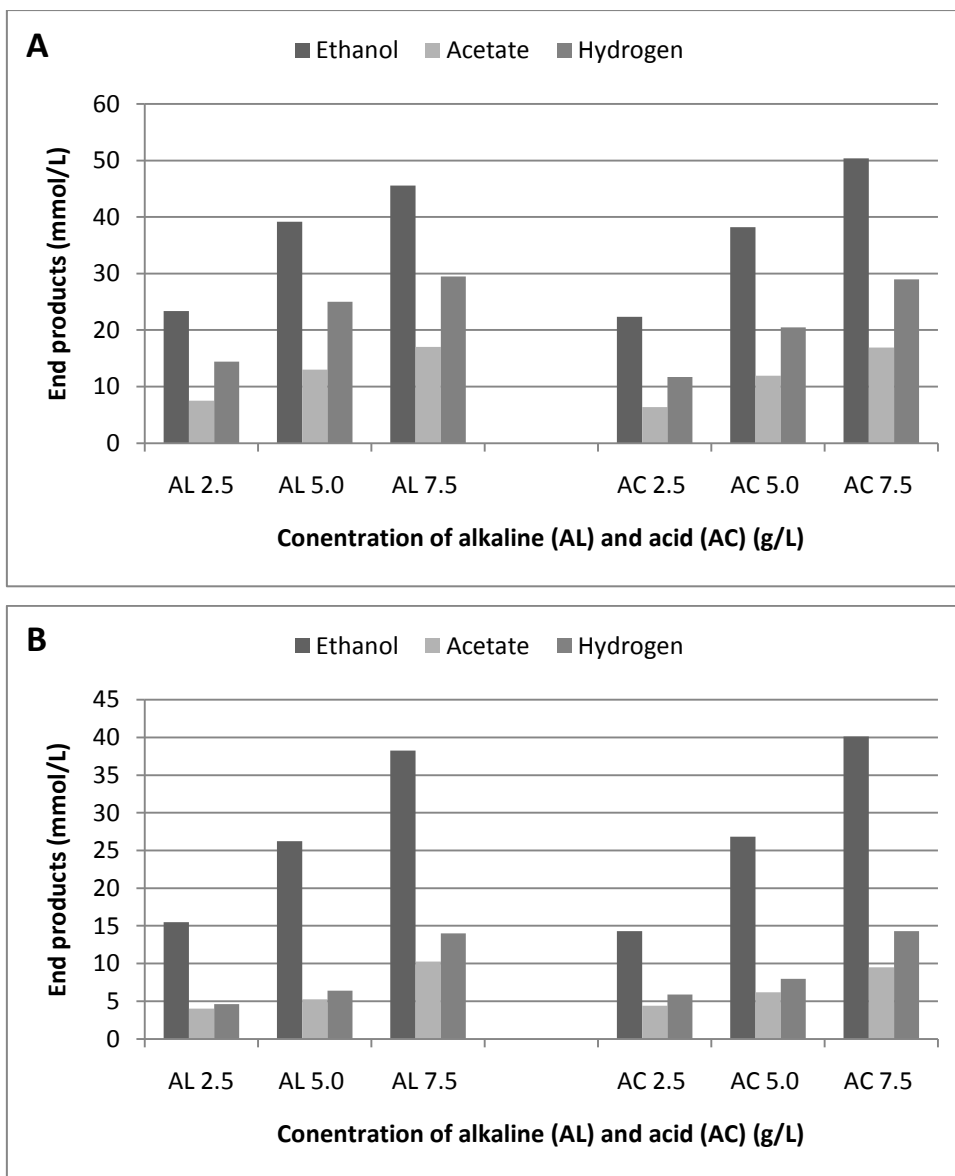 A
Ethanol Acetate Hydrogen
60
50
40
30
20
10
0
End products (mmol/L)
AL 2.5 AL 5.0 AL 7.5 AC 2.5 AC 5.0 AC 7.5
Conentration of alkaline (AL) and acid (AC) (g/L)
B
Ethanol Acetate Hydrogen
45
40
35
30
25
20
15
10
5
0
End products (mmol/L)
AL 2.5 AL 5.0 AL 7.5 AC 2.5 AC 5.0 AC 7.5
Conentration of alkaline (AL) and acid (AC) (g/L)